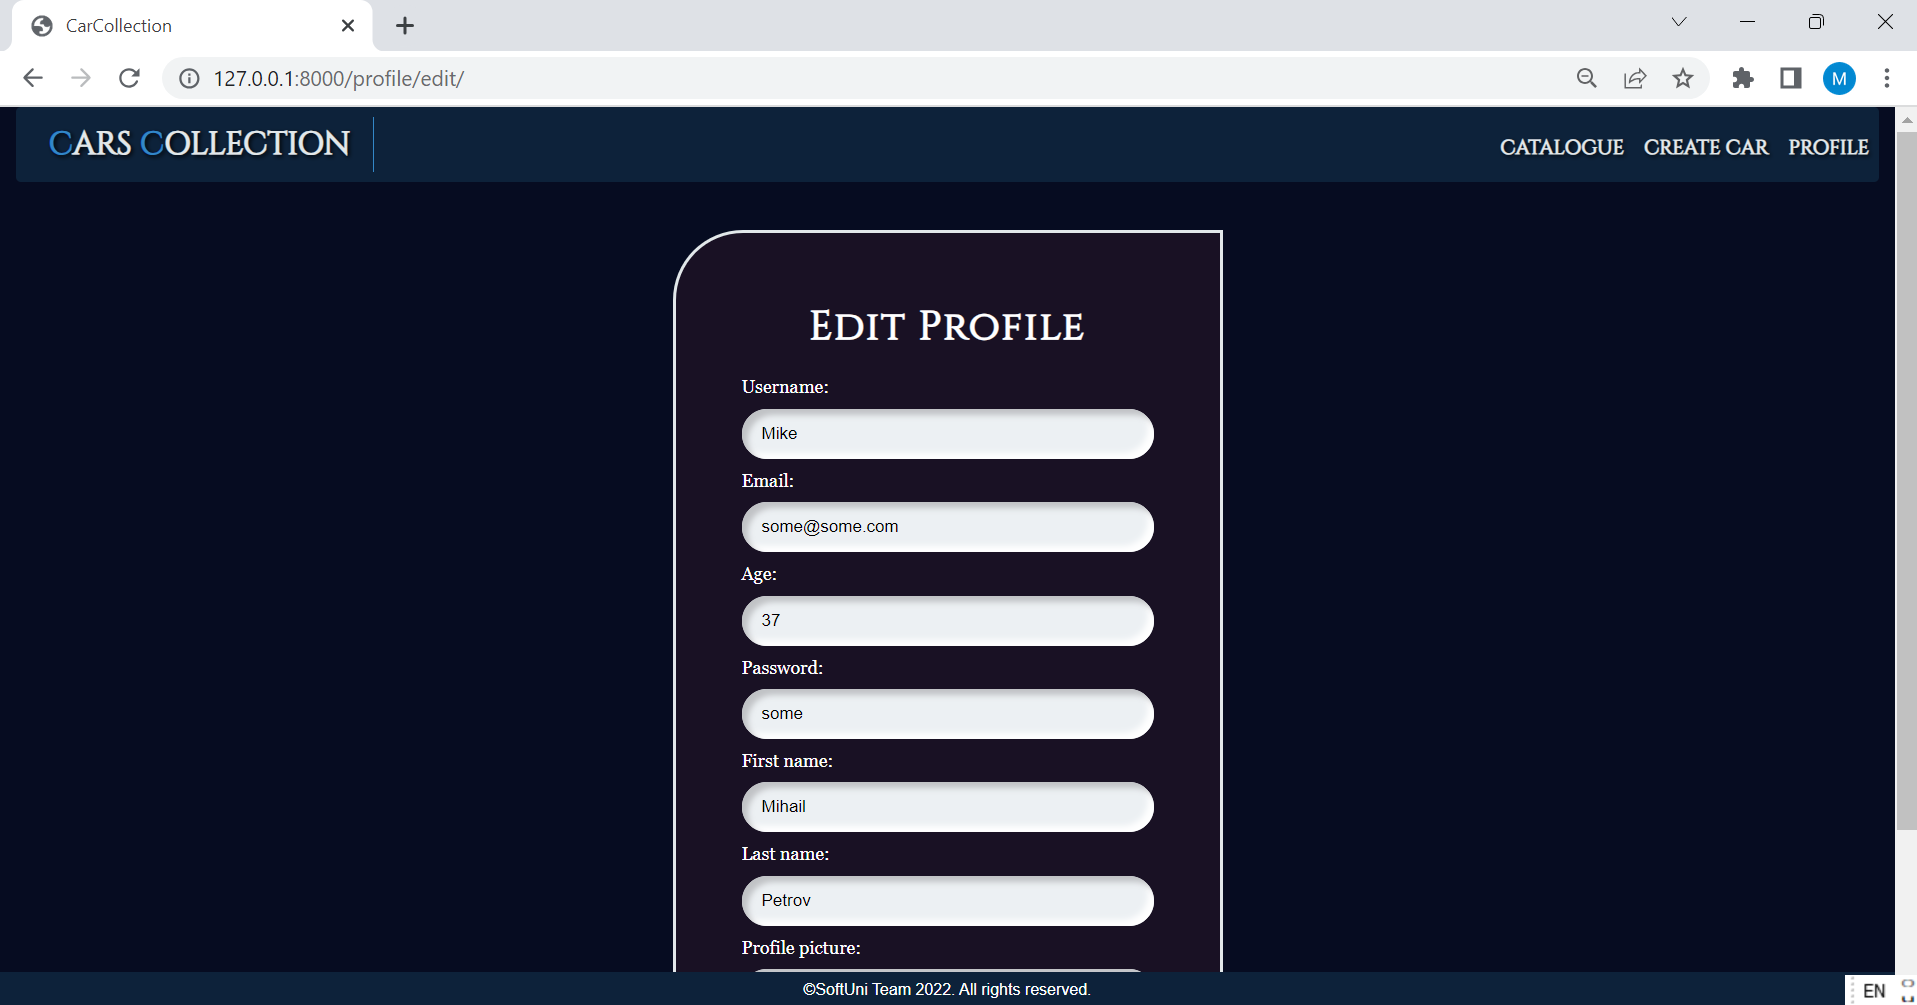 CarCollection
127.0.0.1:8000/profile/edit/
M
CARS COLLECTION
CATALOGUE CREATE CAR PROFILE
EDIT PROFILE
Username:
Mike
Email:
some@some.com
Age:
37
Password:
some
First name:
Mihail
Last name:
Petrov
Profile picture:
©SoftUni Team 2022. All rights reserved.
EN